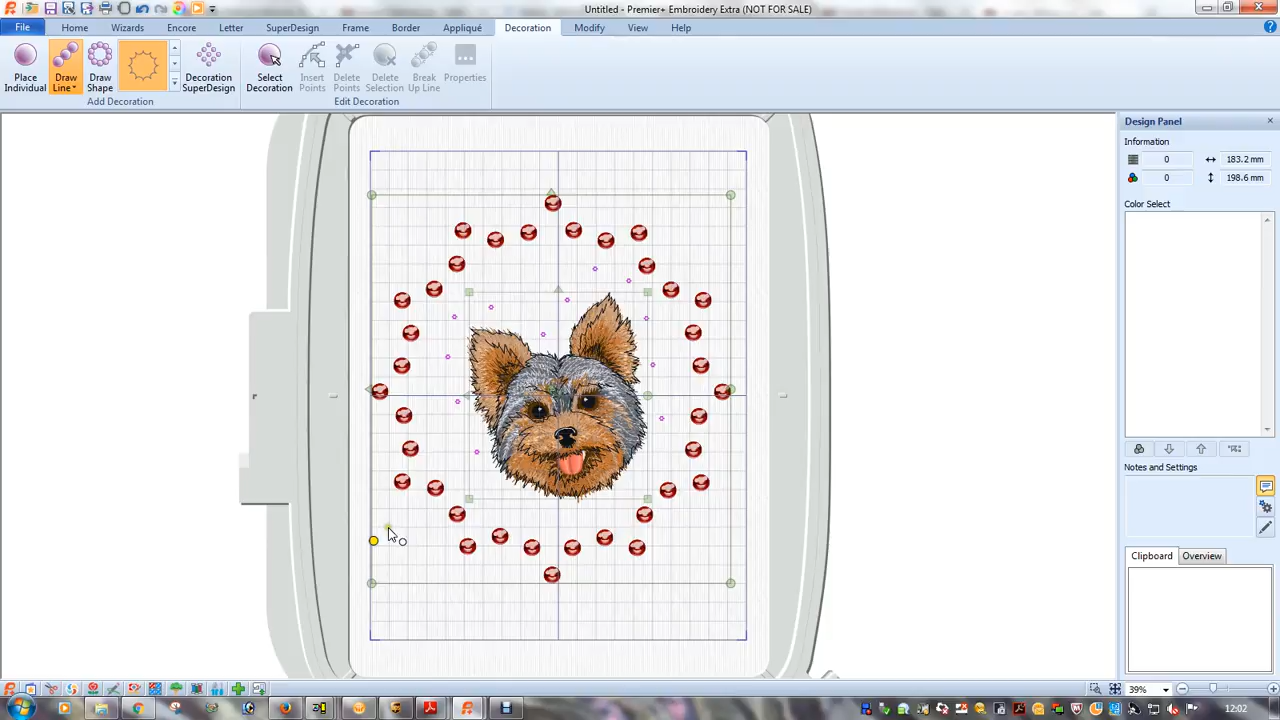 Untitled - Premier+ Embroidery Extra (NOT FOR SALE)
File Home Wizards Encore Letter SuperDesign Frame Border Appliqué Decoration Modify View Help
Place Individual
Draw Line
Draw Shape
Decoration SuperDesign
Select Decoration
Insert Points
Delete Points
Delete Selection
Break Up Line
Properties
Add Decoration
Edit Decoration
Design Panel
Information
0 183.2 mm
0 198.6 mm
Color Select
Notes and Settings
Clipboard Overview
39%
12:02